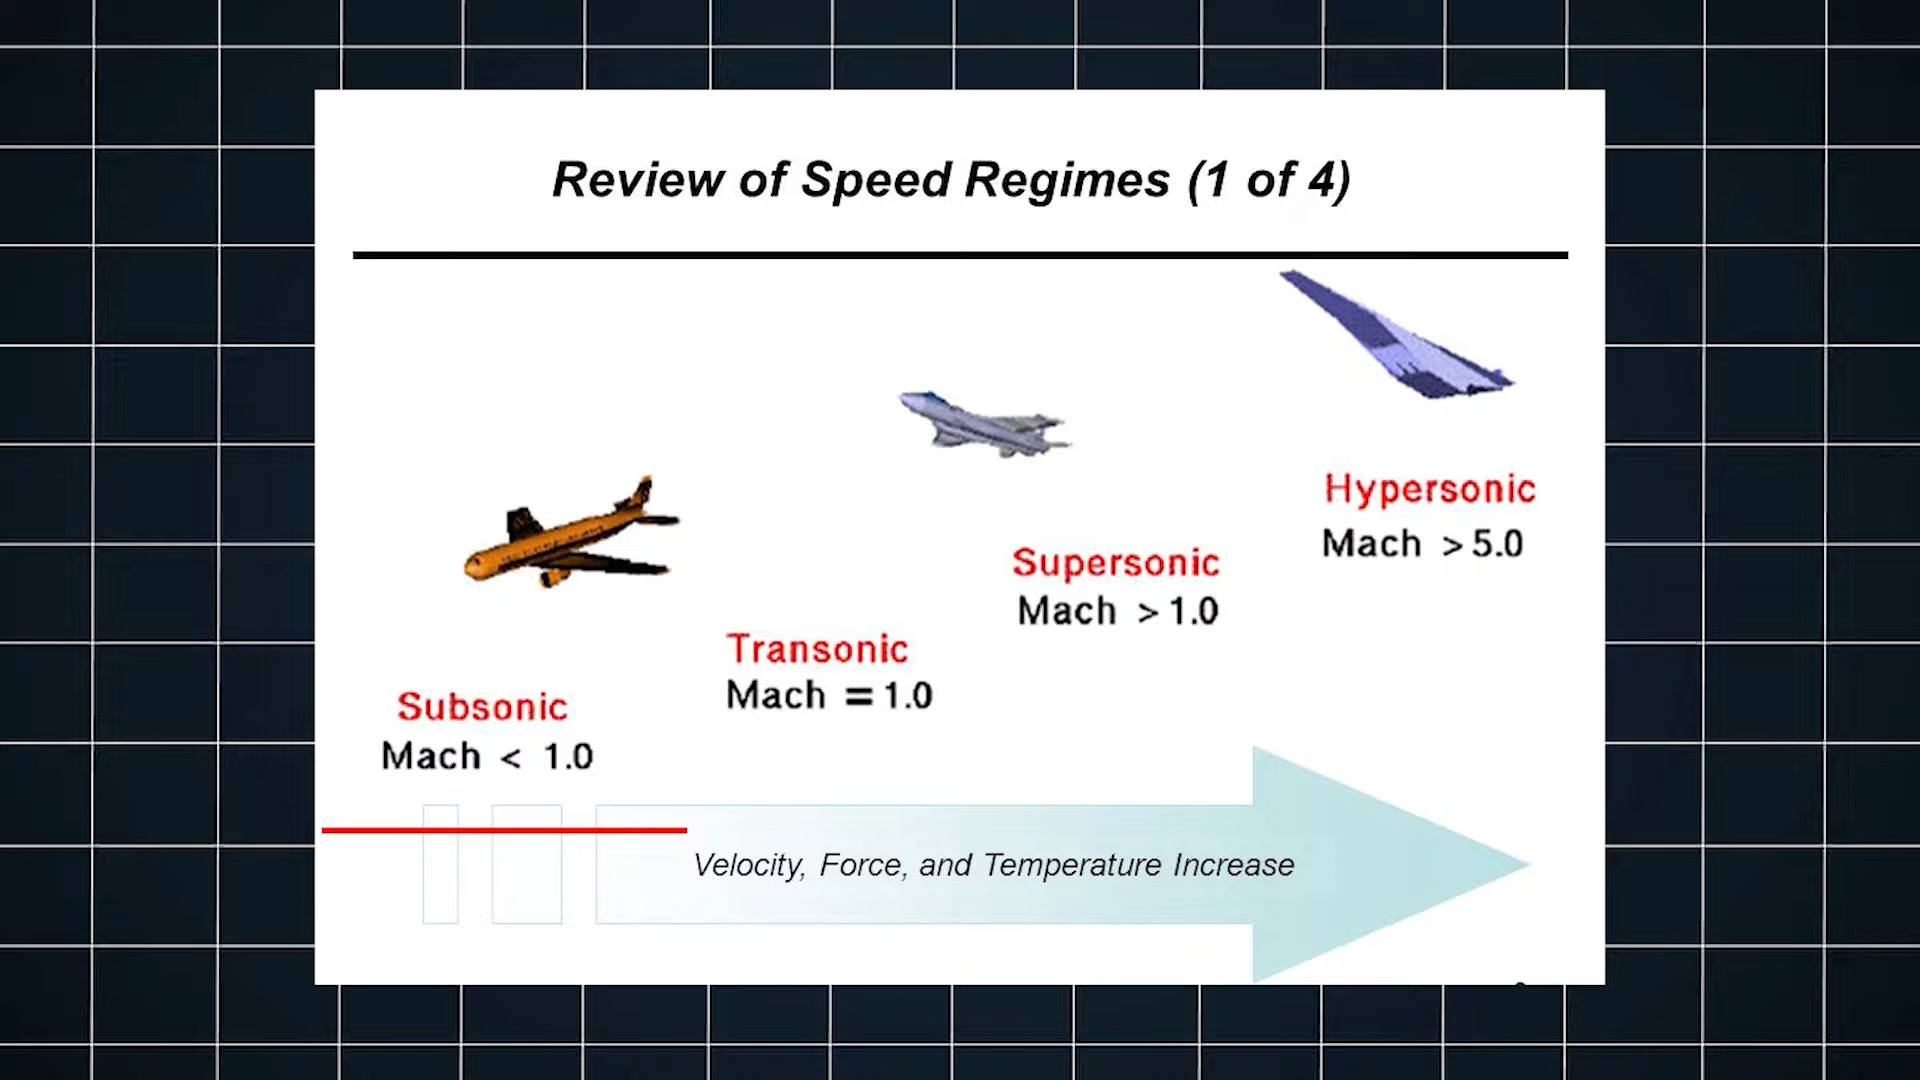 Review of Speed Regimes (1 of 4)
Hypersonic
Mach > 5.0
Supersonic
Mach > 1.0
Transonic
Mach = 1.0
Subsonic
Mach < 1.0
Velocity, Force, and Temperature Increase